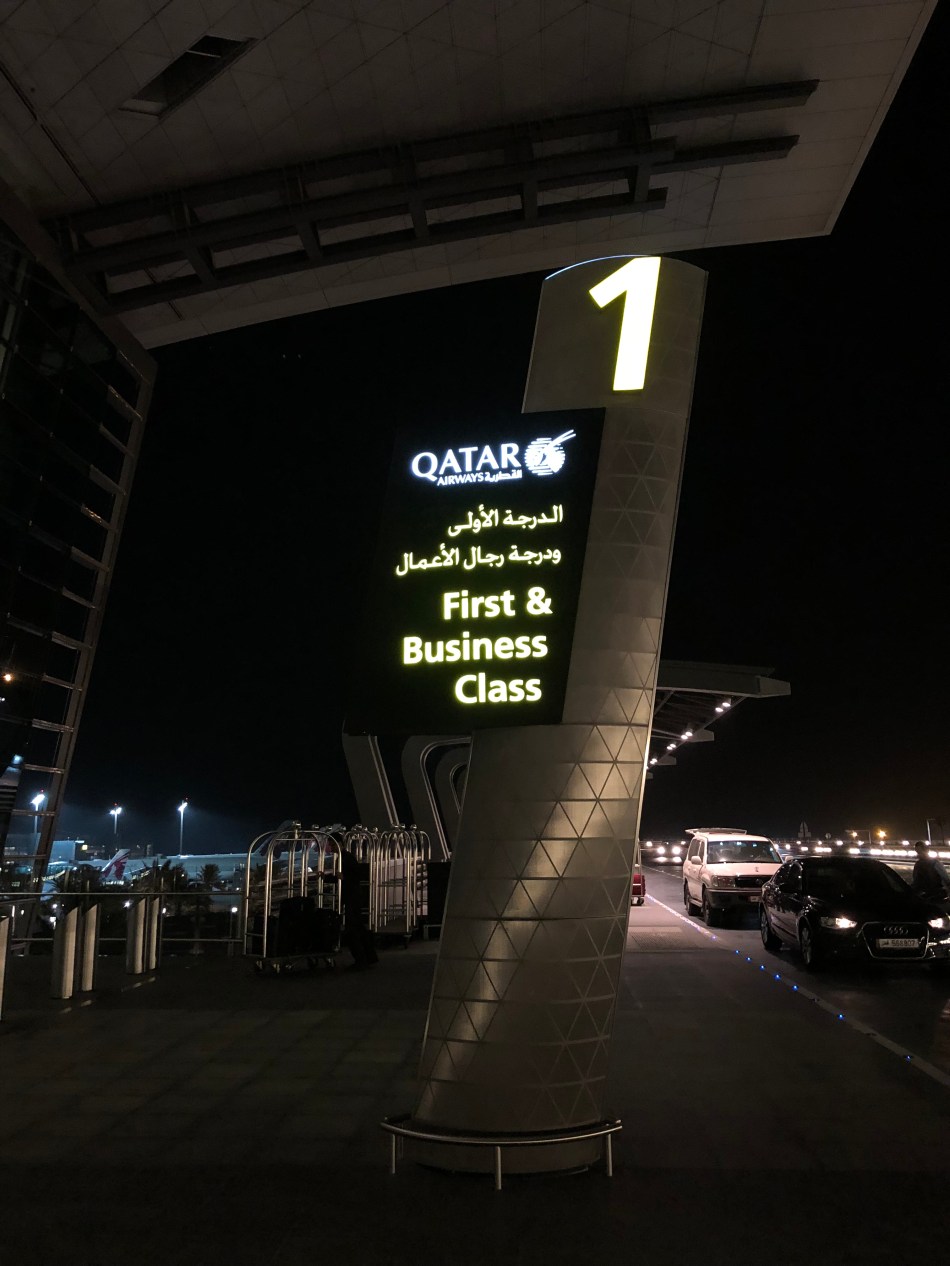 1
QATAR
AIRWAYS القطرية
الدرجة الأولى
ودرجة رجال الأعمال
First &
Business
Class